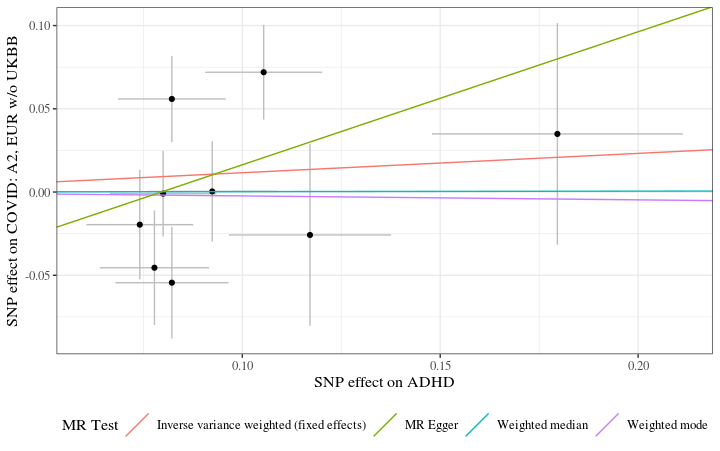 SNP effect on COVID: A2, EUR w/o UKBB
0.10
0.05
0.00
-0.05
0.10
0.15
0.20
SNP effect on ADHD
MR Test
Inverse variance weighted (fixed effects)
MR Egger
Weighted median
Weighted mode